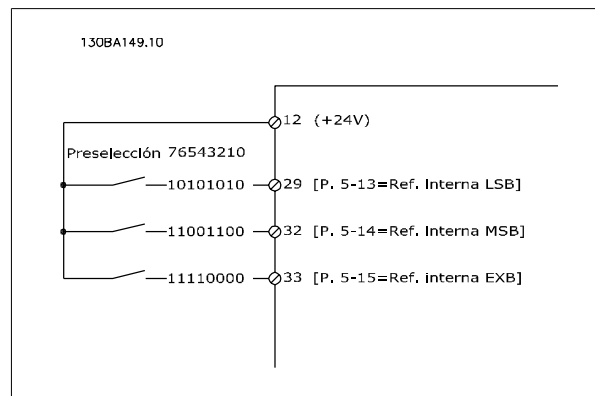 130BA149.10
12 (+24V)
Preselección 76543210
10101010 29 [P. 5-13=Ref. Interna LSB]
11001100 32 [P. 5-14=Ref. Interna MSB]
11110000 33 [P. 5-15=Ref. interna EXB]